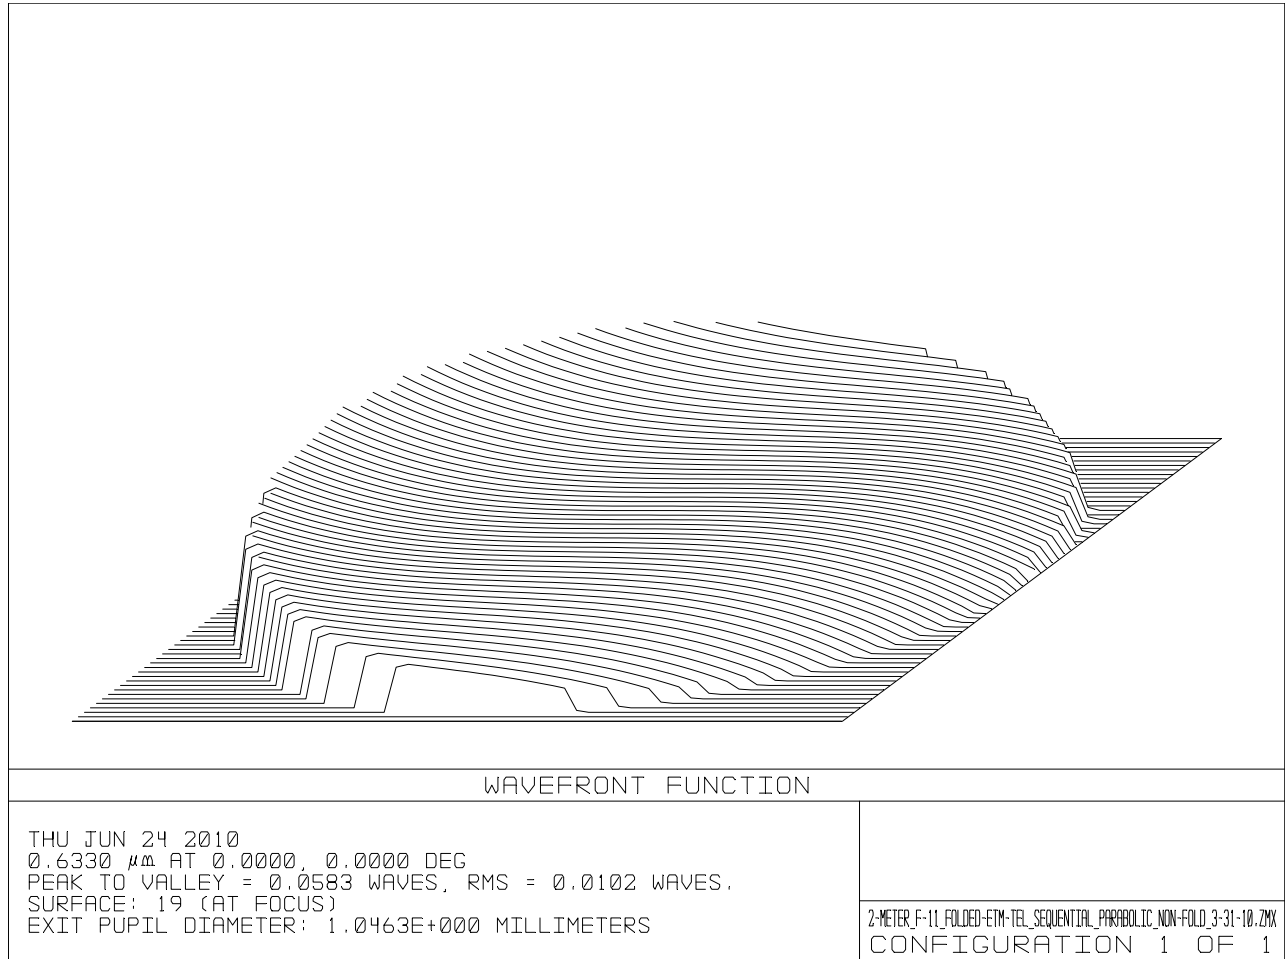 WAVEFRONT FUNCTION
THU JUN 24 2010
0.6330 µm AT 0.0000, 0.0000 DEG
PEAK TO VALLEY = 0.0583 WAVES, RMS = 0.0102 WAVES.
SURFACE: 19 (AT FOCUS)
EXIT PUPIL DIAMETER: 1.0463E+000 MILLIMETERS
2-METER_F-11_FOLDED-ETM-TEL_SEQUENTIAL_PARABOLIC_NON-FOLD_3-31-10.ZMX
CONFIGURATION 1 OF 1